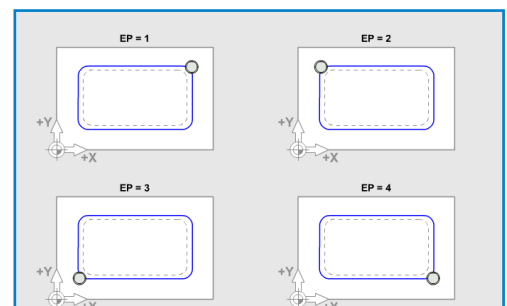 EP = 1
EP = 2
+Y
+X
+Y
+X
EP = 3
EP = 4
+Y
+X
+Y
+X